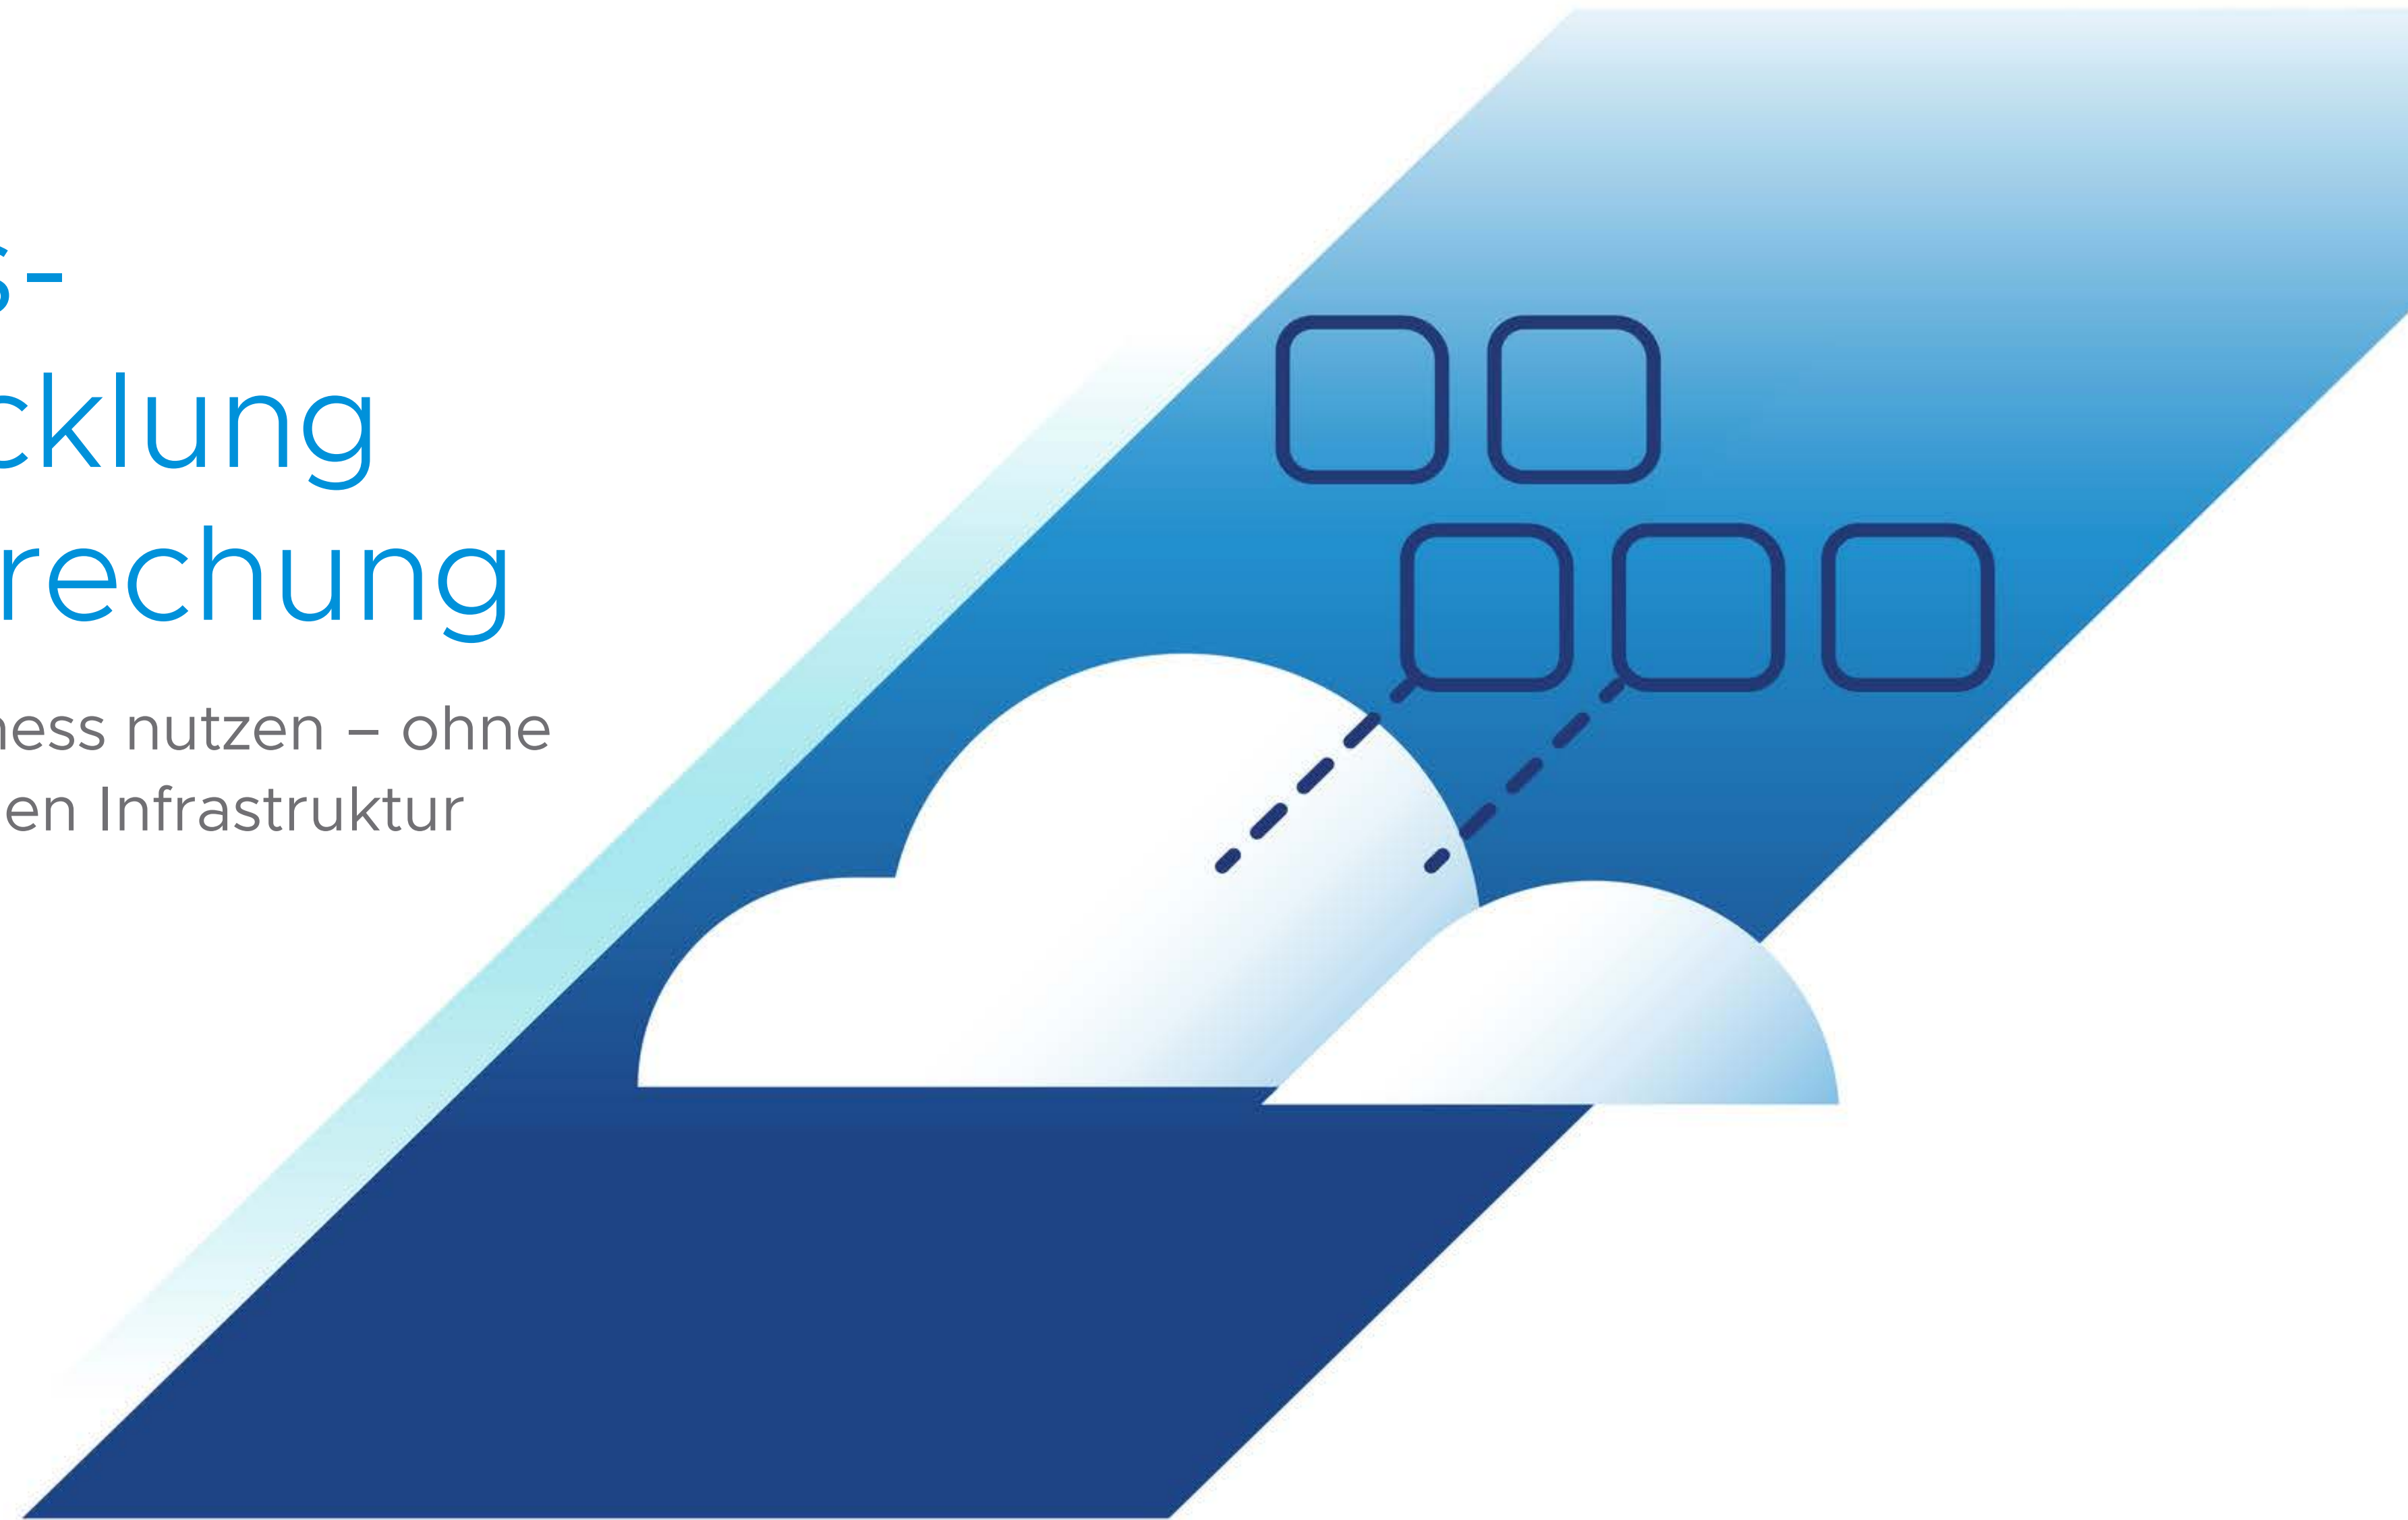 s-
cklung
rechung
ness nutzen – ohne
en Infrastruktur